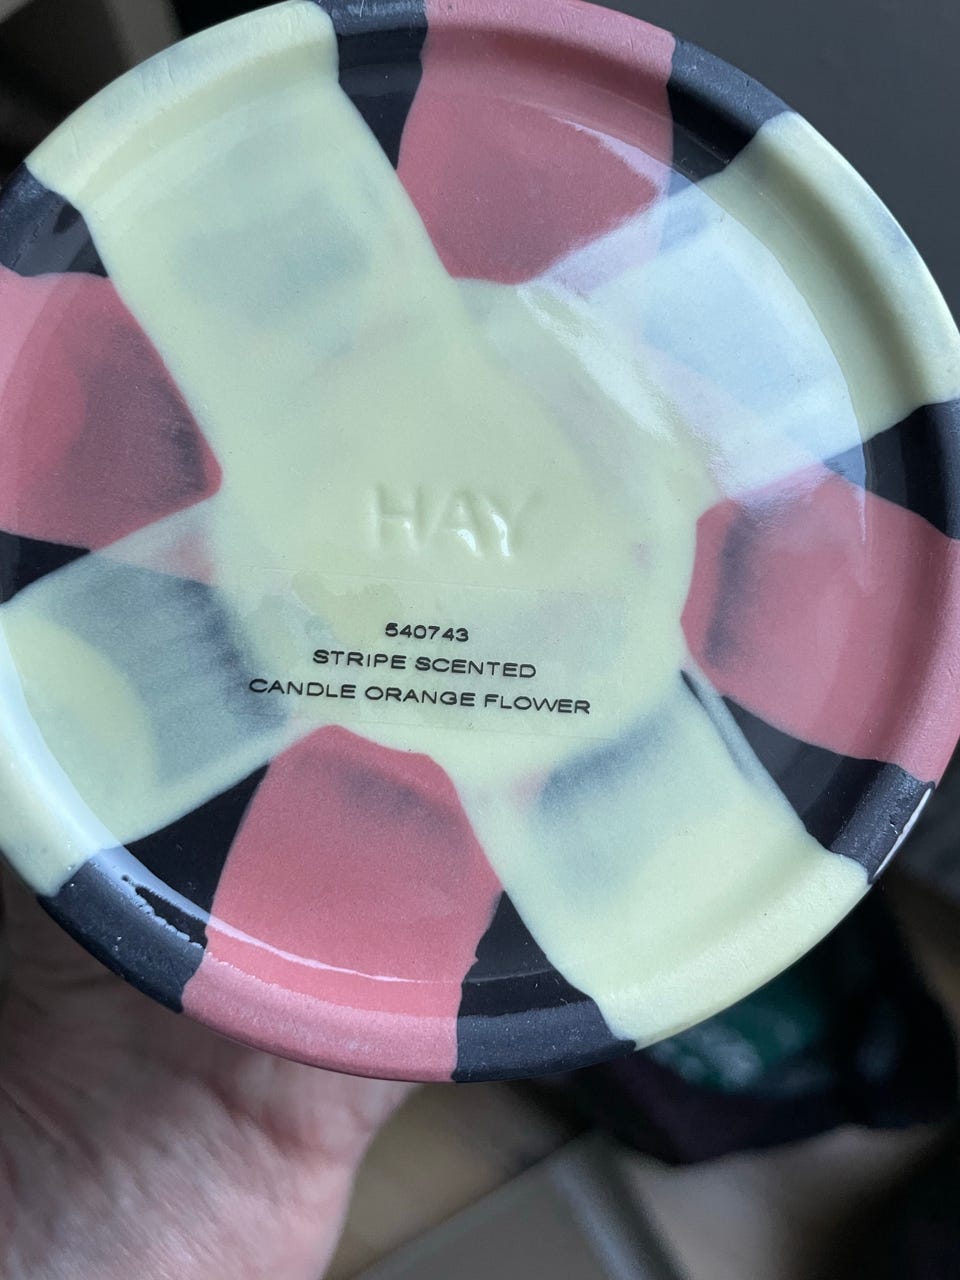 HAY
540743
STRIPE SCENTED
CANDLE ORANGE FLOWER